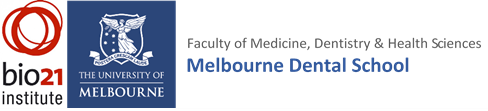 bio21
institute
THE UNIVERSITY OF
MELBOURNE
Faculty of Medicine, Dentistry & Health Sciences
Melbourne Dental School